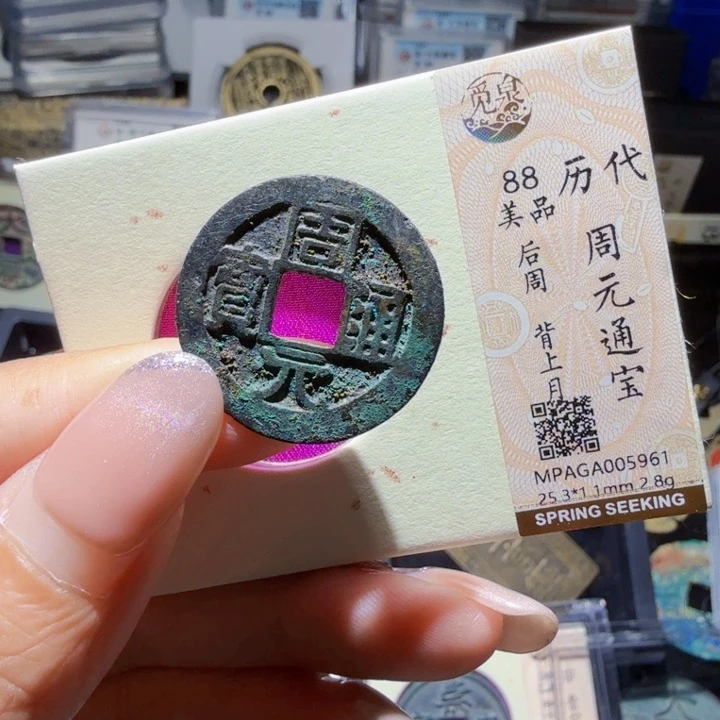 周元通寶
觅泉
历代
周元通宝
88
美品
后周
背上月
MPAGA005961
25.3*1.1mm 2.8g
SPRING SEEKING